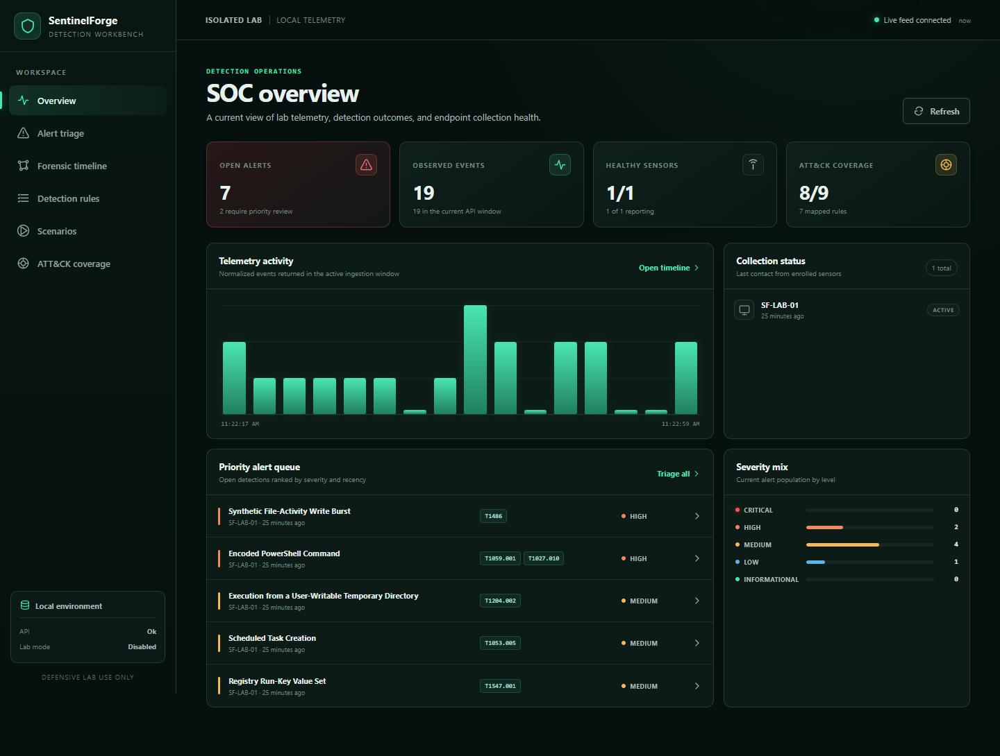 SentinelForge
DETECTION WORKBENCH
ISOLATED LAB | LOCAL TELEMETRY
Live feed connected now
WORKSPACE
Overview
Alert triage
Forensic timeline
Detection rules
Scenarios
ATT&CK coverage
Local environment
API Ok
Lab mode Disabled
DEFENSIVE LAB USE ONLY
DETECTION OPERATIONS
SOC overview
A current view of lab telemetry, detection outcomes, and endpoint collection health.
Refresh
OPEN ALERTS
7
2 require priority review
OBSERVED EVENTS
19
19 in the current API window
HEALTHY SENSORS
1/1
1 of 1 reporting
ATT&CK COVERAGE
8/9
7 mapped rules
Telemetry activity
Normalized events returned in the active ingestion window
Open timeline
11:22:17 AM 11:22:59 AM
Collection status
Last contact from enrolled sensors
1 total
SF-LAB-01
25 minutes ago
ACTIVE
Priority alert queue
Open detections ranked by severity and recency
Triage all
Synthetic File-Activity Write Burst
SF-LAB-01 · 25 minutes ago
T1486
HIGH
Encoded PowerShell Command
SF-LAB-01 · 25 minutes ago
T1059.001 T1027.010
HIGH
Execution from a User-Writable Temporary Directory
SF-LAB-01 · 25 minutes ago
T1204.002
MEDIUM
Scheduled Task Creation
SF-LAB-01 · 25 minutes ago
T1053.005
MEDIUM
Registry Run-Key Value Set
SF-LAB-01 · 25 minutes ago
T1547.001
MEDIUM
Severity mix
Current alert population by level
CRITICAL 0
HIGH 2
MEDIUM 4
LOW 1
INFORMATIONAL 0